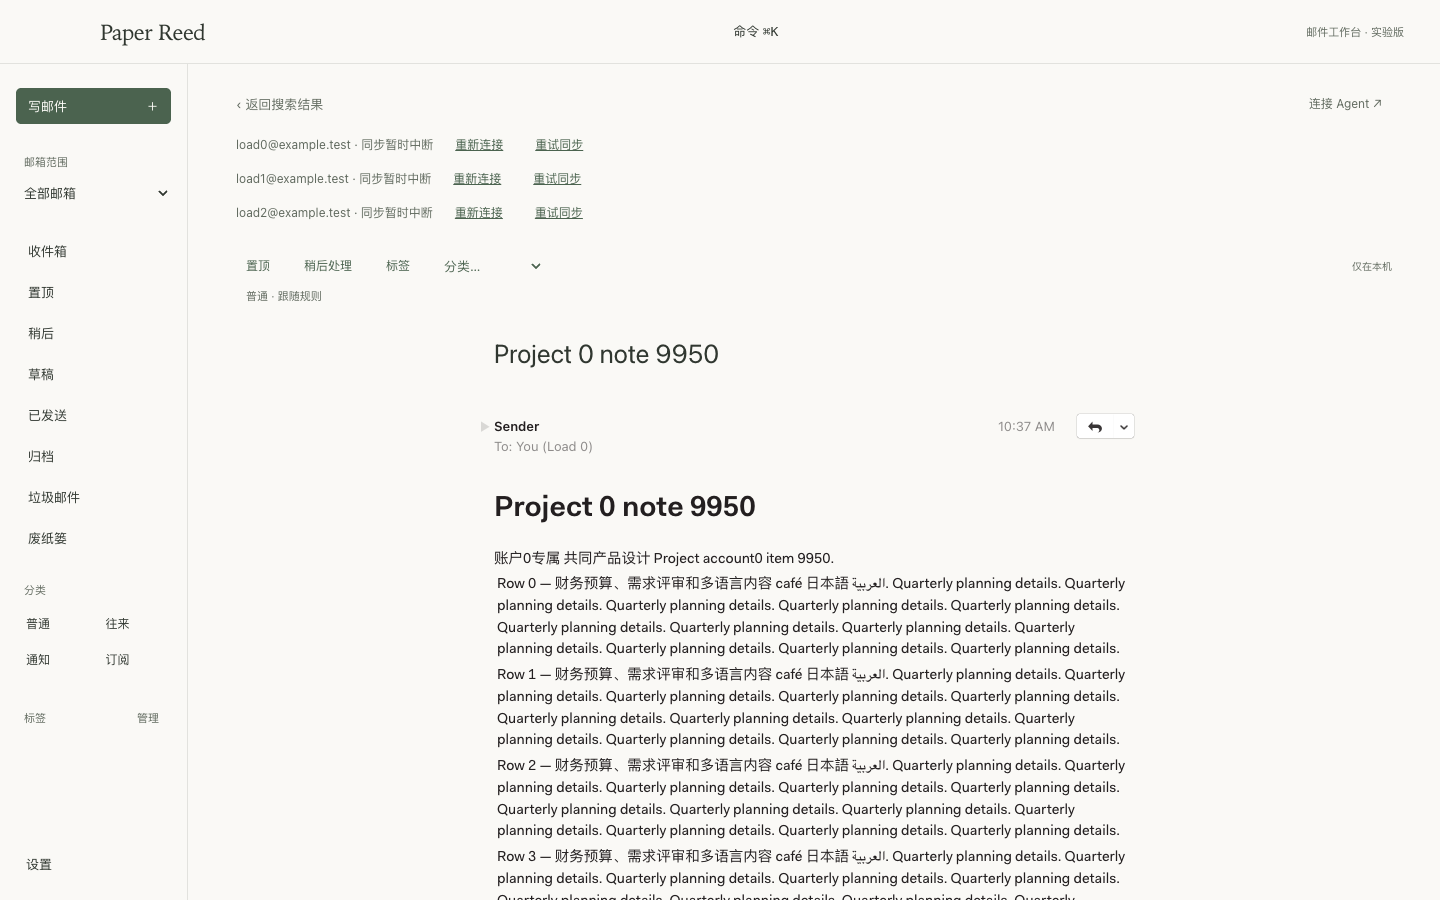 Paper Reed
命令 ⌘K
邮件工作台 · 实验版
写邮件 +
邮箱范围
全部邮箱
收件箱
置顶
稍后
草稿
已发送
归档
垃圾邮件
废纸篓
分类
普通 往来
通知 订阅
标签 管理
设置
‹ 返回搜索结果
连接 Agent ↗
load0@example.test · 同步暂时中断 重新连接 重试同步
load1@example.test · 同步暂时中断 重新连接 重试同步
load2@example.test · 同步暂时中断 重新连接 重试同步
置顶 稍后处理 标签 分类... 仅在本机
普通 · 跟随规则
Project 0 note 9950
Sender 10:37 AM
To: You (Load 0)
Project 0 note 9950
账户0专属 共同产品设计 Project account0 item 9950.
Row 0 — 财务预算、需求评审和多语言内容 café 日本語 العربية. Quarterly planning details. Quarterly
planning details. Quarterly planning details. Quarterly planning details. Quarterly planning details.
Quarterly planning details. Quarterly planning details. Quarterly planning details. Quarterly
planning details. Quarterly planning details. Quarterly planning details. Quarterly planning details.
Row 1 — 财务预算、需求评审和多语言内容 café 日本語 العربية. Quarterly planning details. Quarterly
planning details. Quarterly planning details. Quarterly planning details. Quarterly planning details.
Quarterly planning details. Quarterly planning details. Quarterly planning details. Quarterly
planning details. Quarterly planning details. Quarterly planning details. Quarterly planning details.
Row 2 — 财务预算、需求评审和多语言内容 café 日本語 العربية. Quarterly planning details. Quarterly
planning details. Quarterly planning details. Quarterly planning details. Quarterly planning details.
Quarterly planning details. Quarterly planning details. Quarterly planning details. Quarterly
planning details. Quarterly planning details. Quarterly planning details. Quarterly planning details.
Row 3 — 财务预算、需求评审和多语言内容 café 日本語 العربية. Quarterly planning details. Quarterly
planning details. Quarterly planning details. Quarterly planning details. Quarterly planning details.
Quarterly planning details. Quarterly planning details. Quarterly planning details. Quarterly